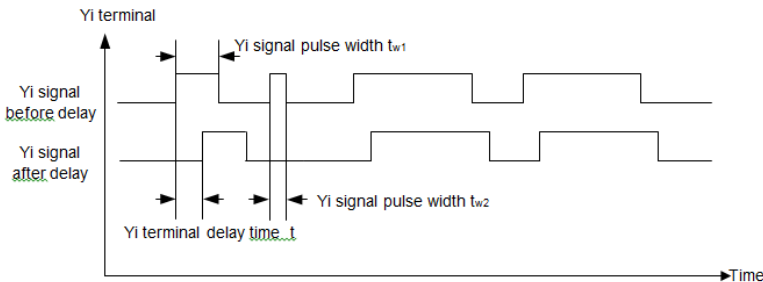 Yi terminal
Yi signal pulse width tw1
Yi signal
before delay
Yi signal
after delay
Yi signal pulse width tw2
Yi terminal delay time t
Time